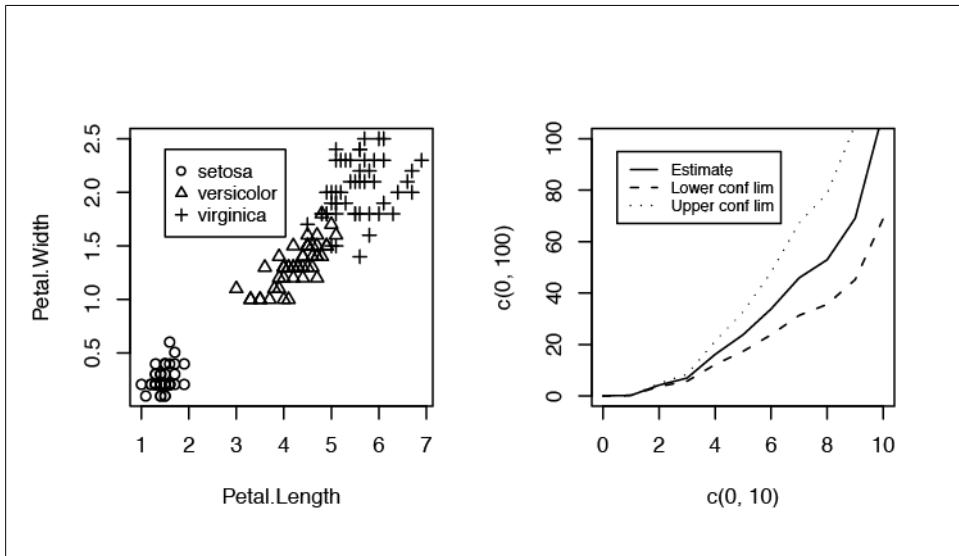 2.5
2.0
1.5
1.0
0.5
Petal.Width
setosa
versicolor
virginica
1 2 3 4 5 6 7
Petal.Length
100
80
60
40
20
0
c(0, 100)
Estimate
Lower conf lim
Upper conf lim
0 2 4 6 8 10
c(0, 10)